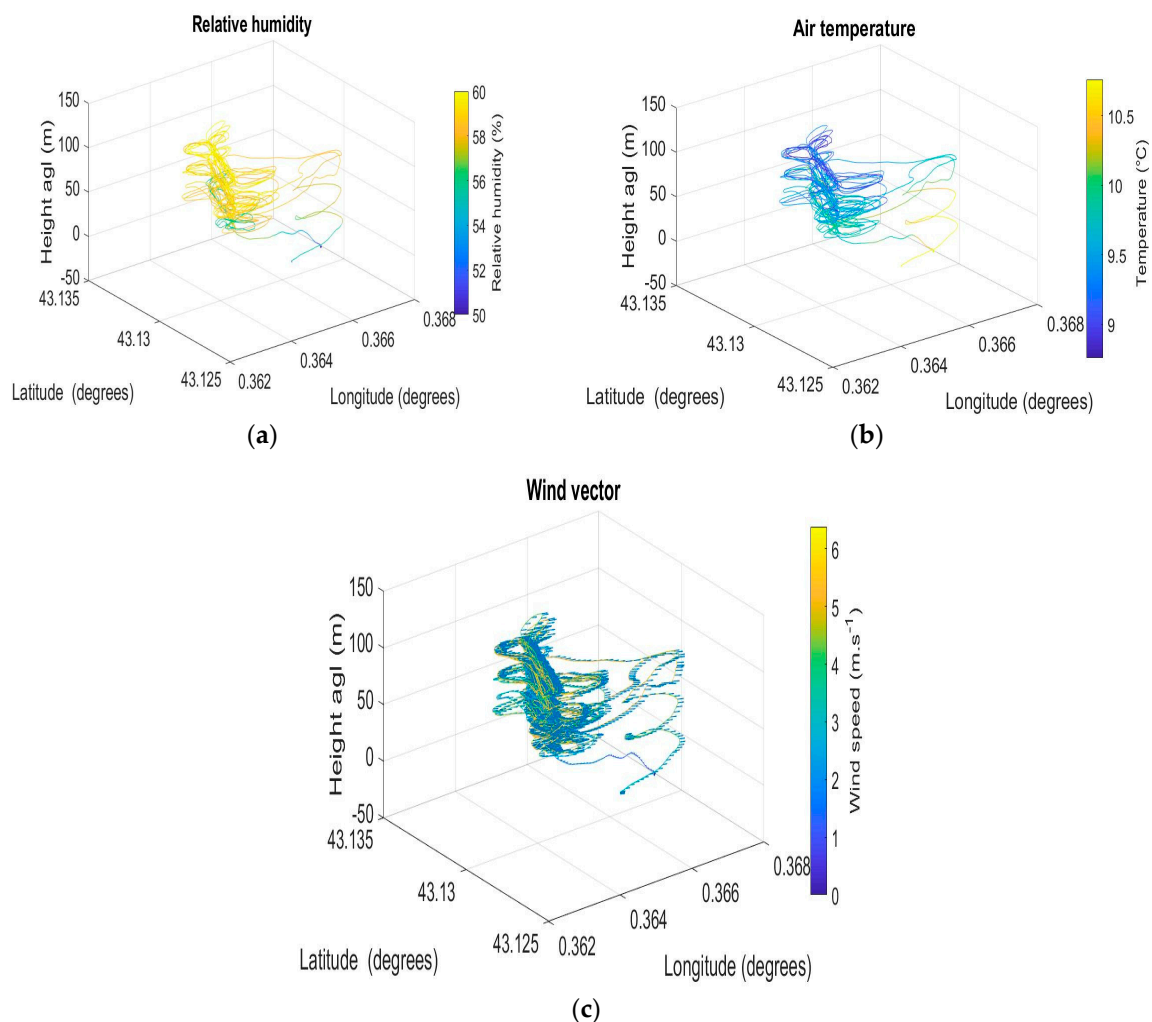 Relative humidity
150
100
50
0
-50
Height agl (m)
43.135
43.13
43.125
Latitude (degrees)
0.362
0.364
0.366
0.368
Longitude (degrees)
60
58
56
54
52
50
Relative humidity (%)
(a)
Air temperature
150
100
50
0
-50
Height agl (m)
43.135
43.13
43.125
Latitude (degrees)
0.362
0.364
0.366
0.368
Longitude (degrees)
10.5
10
9.5
9
Temperature (°C)
(b)
Wind vector
150
100
50
0
-50
Height agl (m)
43.135
43.13
43.125
Latitude (degrees)
0.362
0.364
0.366
0.368
Longitude (degrees)
6
5
4
3
2
1
0
Wind speed (m.s⁻¹)
(c)